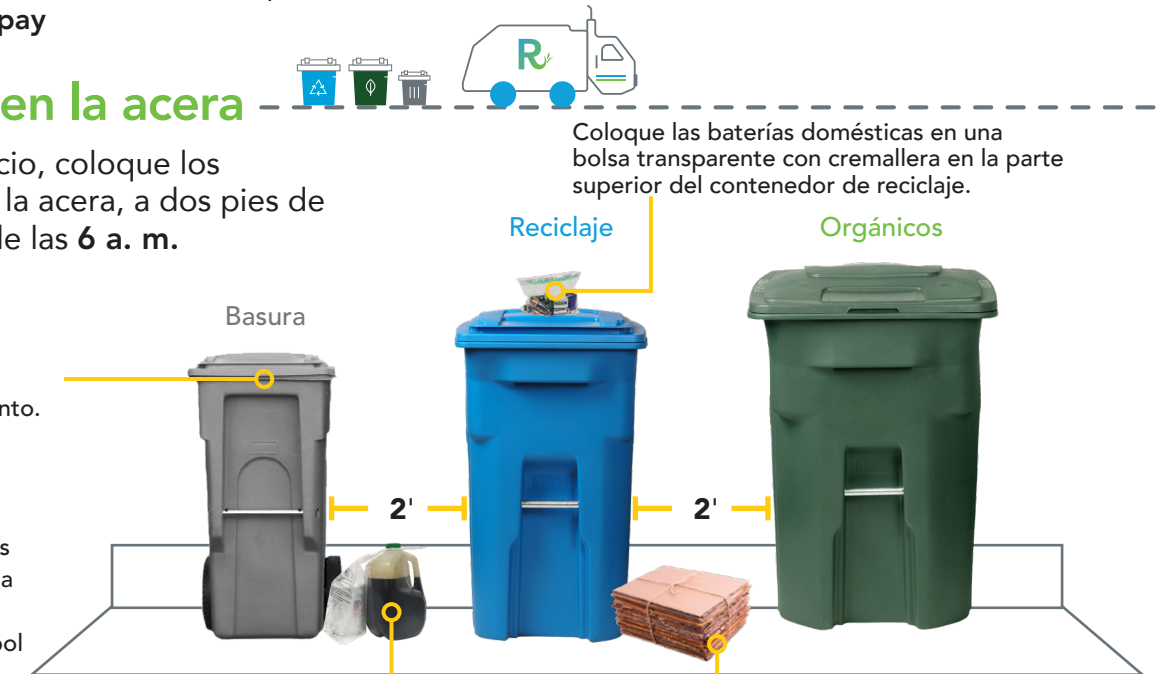 pay
en la acera
R
cio, coloque los
la acera, a dos pies de
de las 6 a. m.
Coloque las baterías domésticas en una
bolsa transparente con cremallera en la parte
superior del contenedor de reciclaje.
Basura
Reciclaje
Orgánicos
nto.
2'
2'
s
a
ol